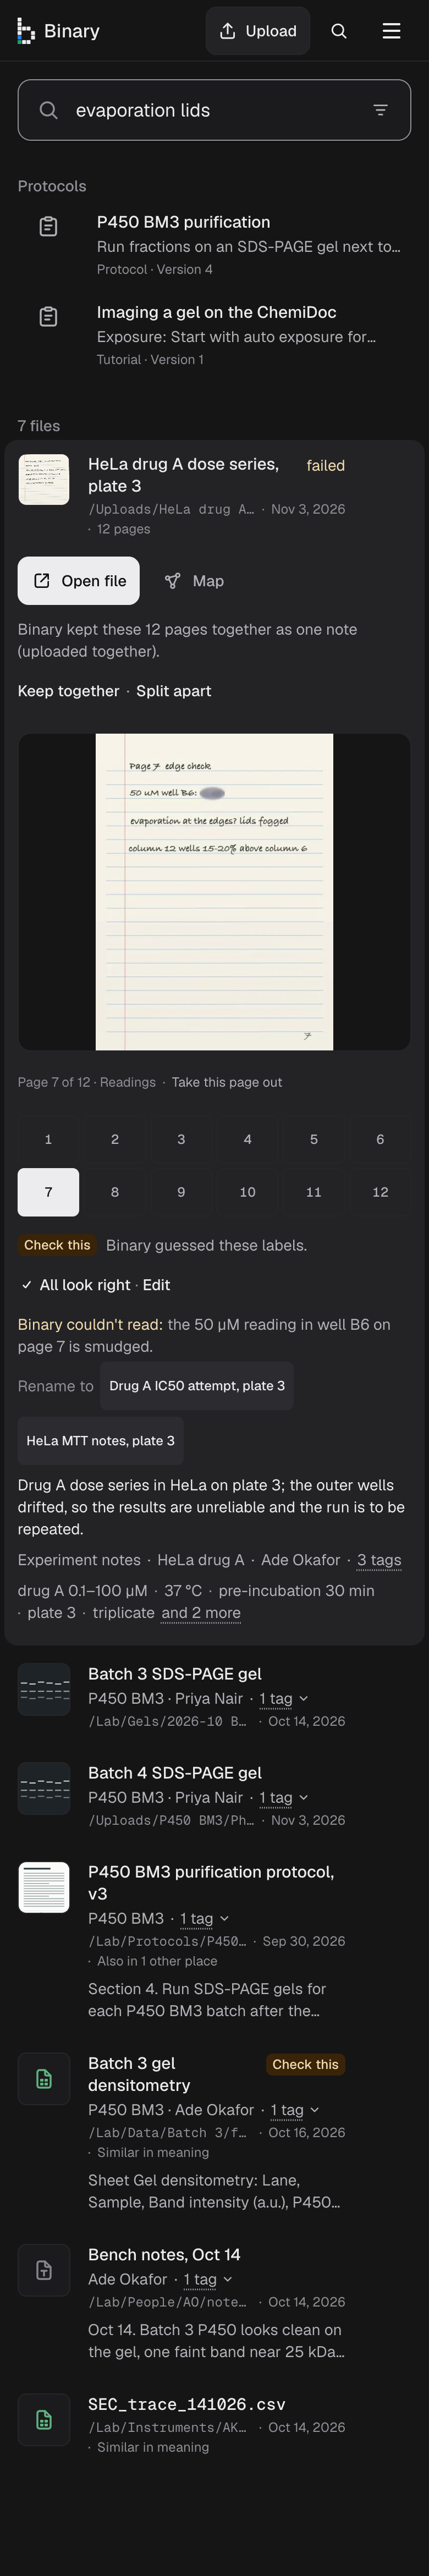 Binary
Upload
evaporation lids
Protocols
P450 BM3 purification
Run fractions on an SDS-PAGE gel next to...
Protocol · Version 4
Imaging a gel on the ChemiDoc
Exposure: Start with auto exposure for...
Tutorial · Version 1
7 files
HeLa drug A dose series, plate 3
failed
/Uploads/HeLa drug A… · Nov 3, 2026
· 12 pages
Open file
Map
Binary kept these 12 pages together as one note
(uploaded together).
Keep together · Split apart
Page 7 edge check
50 uM well B6:
evaporation at the edges? lids fogged
column 12 wells 15-20% above column 6
7
Page 7 of 12 · Readings · Take this page out
1 2 3 4 5 6
7 8 9 10 11 12
Check this Binary guessed these labels.
All look right · Edit
Binary couldn't read: the 50 µM reading in well B6 on
page 7 is smudged.
Rename to Drug A IC50 attempt, plate 3
HeLa MTT notes, plate 3
Drug A dose series in HeLa on plate 3; the outer wells
drifted, so the results are unreliable and the run is to be
repeated.
Experiment notes · HeLa drug A · Ade Okafor · 3 tags
drug A 0.1–100 µM · 37 °C · pre-incubation 30 min
· plate 3 · triplicate and 2 more
Batch 3 SDS-PAGE gel
P450 BM3 · Priya Nair · 1 tag
/Lab/Gels/2026-10 B… · Oct 14, 2026
Batch 4 SDS-PAGE gel
P450 BM3 · Priya Nair · 1 tag
/Uploads/P450 BM3/Ph… · Nov 3, 2026
P450 BM3 purification protocol,
v3
P450 BM3 · 1 tag
/Lab/Protocols/P450… · Sep 30, 2026
· Also in 1 other place
Section 4. Run SDS-PAGE gels for
each P450 BM3 batch after the…
Batch 3 gel
densitometry
Check this
P450 BM3 · Ade Okafor · 1 tag
/Lab/Data/Batch 3/f… · Oct 16, 2026
· Similar in meaning
Sheet Gel densitometry: Lane,
Sample, Band intensity (a.u.), P450…
Bench notes, Oct 14
Ade Okafor · 1 tag
/Lab/People/AO/note… · Oct 14, 2026
Oct 14. Batch 3 P450 looks clean on
the gel, one faint band near 25 kDa…
SEC_trace_141026.csv
/Lab/Instruments/AK… · Oct 14, 2026
· Similar in meaning